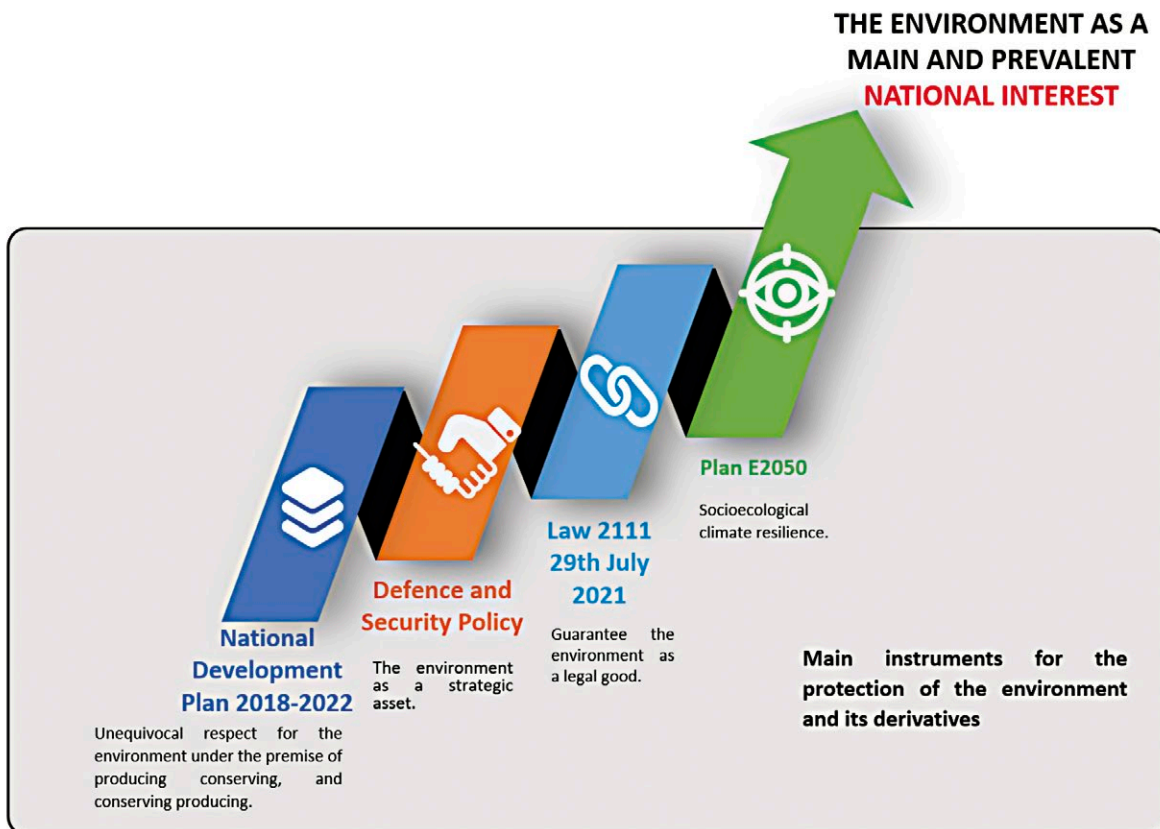 THE ENVIRONMENT AS A
MAIN AND PREVALENT
NATIONAL INTEREST
National
Development
Plan 2018-2022
Unequivocal respect for the
environment under the premise of
producing conserving, and
conserving producing.
Defence and
Security Policy
The environment
as a strategic
asset.
Law 2111
29th July
2021
Guarantee the
environment as
a legal good.
Plan E2050
Socioecological
climate resilience.
Main instruments for the
protection of the environment
and its derivatives